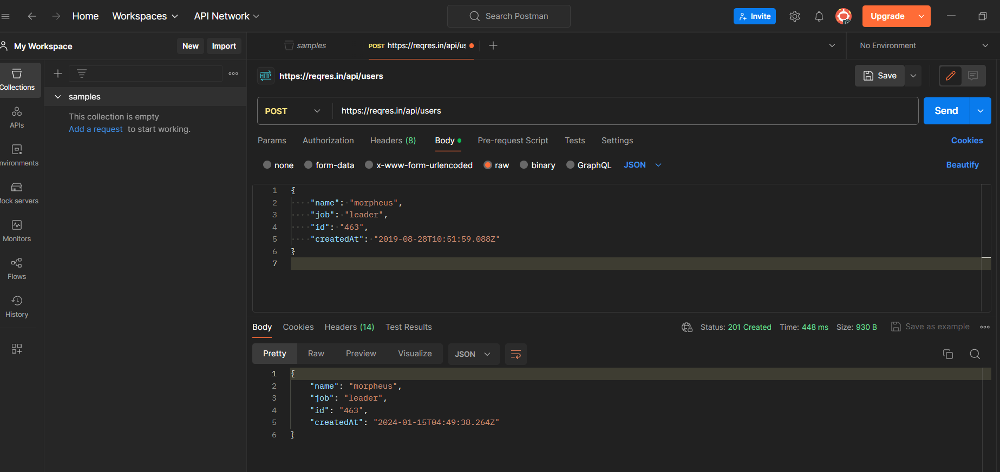 Home Workspaces API Network Search Postman Invite Upgrade
My Workspace New Import samples POST https://reqres.in/api/us No Environment
Collections
samples
This collection is empty
Add a request to start working.
APIs
nvironments
ock servers
Monitors
Flows
History
HTTP https://reqres.in/api/users Save
POST https://reqres.in/api/users Send
Params Authorization Headers (8) Body Pre-request Script Tests Settings Cookies
none form-data x-www-form-urlencoded raw binary GraphQL JSON Beautify
1 {
2 "name": "morpheus",
3 "job": "leader",
4 "id": "463",
5 "createdAt": "2019-08-28T10:51:59.088Z"
6 }
7
Body Cookies Headers (14) Test Results Status: 201 Created Time: 448 ms Size: 930 B Save as example
Pretty Raw Preview Visualize JSON
1 {
2 "name": "morpheus",
3 "job": "leader",
4 "id": "463",
5 "createdAt": "2024-01-15T04:49:38.264Z"
6 }